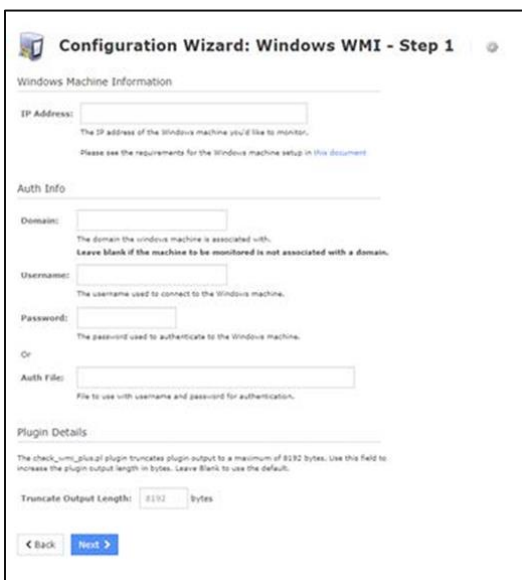 Configuration Wizard: Windows WMI - Step 1
Windows Machine Information
IP Address:
The IP address of the Windows machine you'd like to monitor.
Please see the requirements for the Windows machine setup in this document
Auth Info
Domain:
The domain the windows machine is associated with.
Leave blank if the machine to be monitored is not associated with a domain.
Username:
The username used to connect to the Windows machine.
Password:
The password used to authenticate to the Windows machine.
Or
Auth File:
File to use with username and password for authentication.
Plugin Details
The check_wmi_plus.pl plugin truncates plugin output to a maximum of 8192 bytes. Use this field to
increase the plugin output length in bytes. Leave Blank to use the default.
Truncate Output Length: 8192 bytes
Back Next